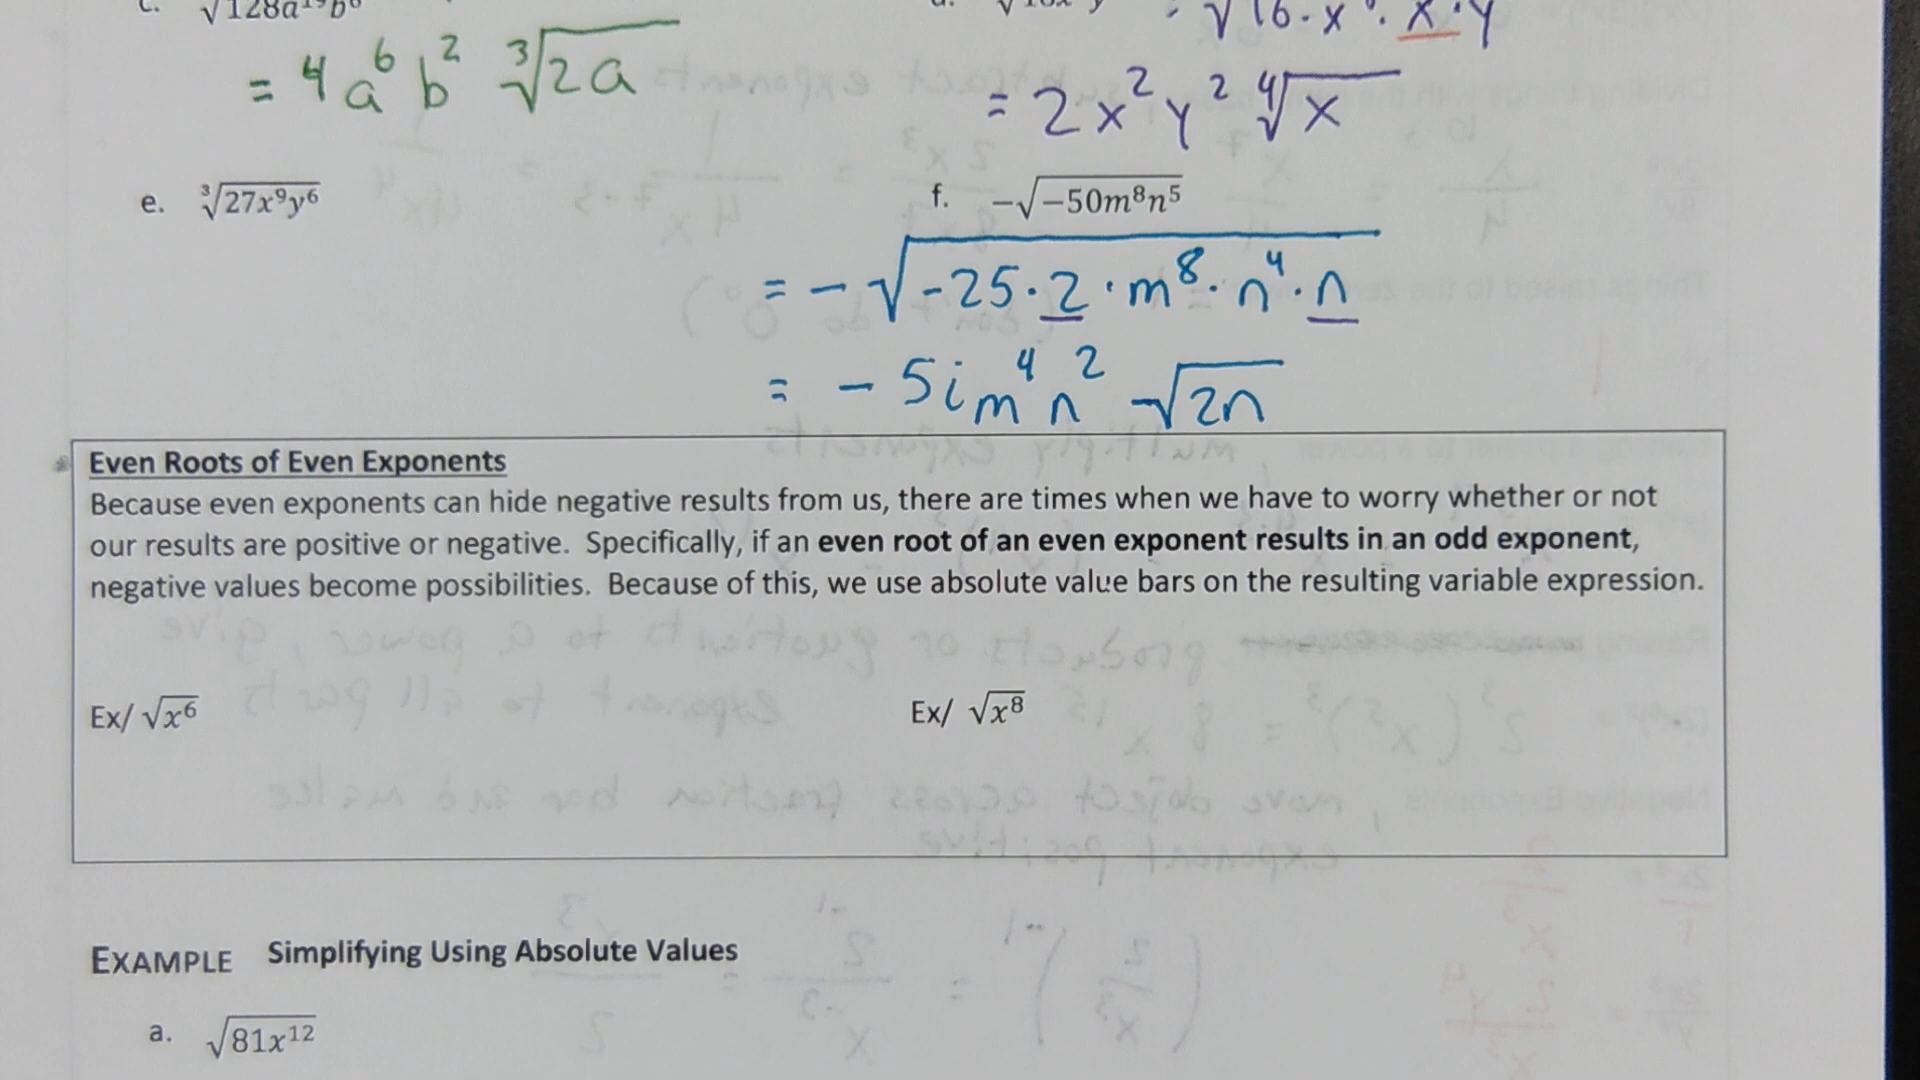 c. √128a¹⁹b⁶
= √16·x⁸·x·y
= 4a⁶b² ∛2a
= 2x²y² ∜x
e. ∛27x⁹y⁶
f. −√−50m⁸n⁵
= −√−25·2·m⁸·n⁴·n
= −5im⁴n² √2n
Even Roots of Even Exponents
Because even exponents can hide negative results from us, there are times when we have to worry whether or not
our results are positive or negative. Specifically, if an even root of an even exponent results in an odd exponent,
negative values become possibilities. Because of this, we use absolute value bars on the resulting variable expression.
Ex/ √x⁶
Ex/ √x⁸
EXAMPLE Simplifying Using Absolute Values
a. √81x¹²